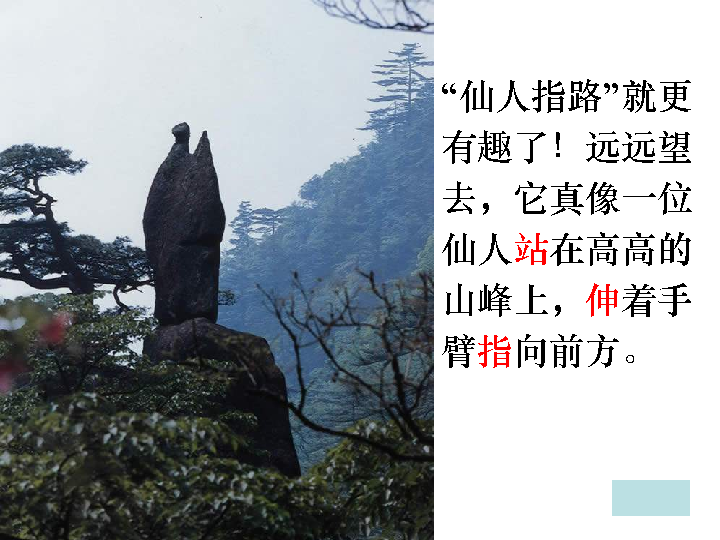 “仙人指路”就更
有趣了！远远望
去，它真像一位
仙人站在高高的
山峰上，伸着手
臂指向前方。